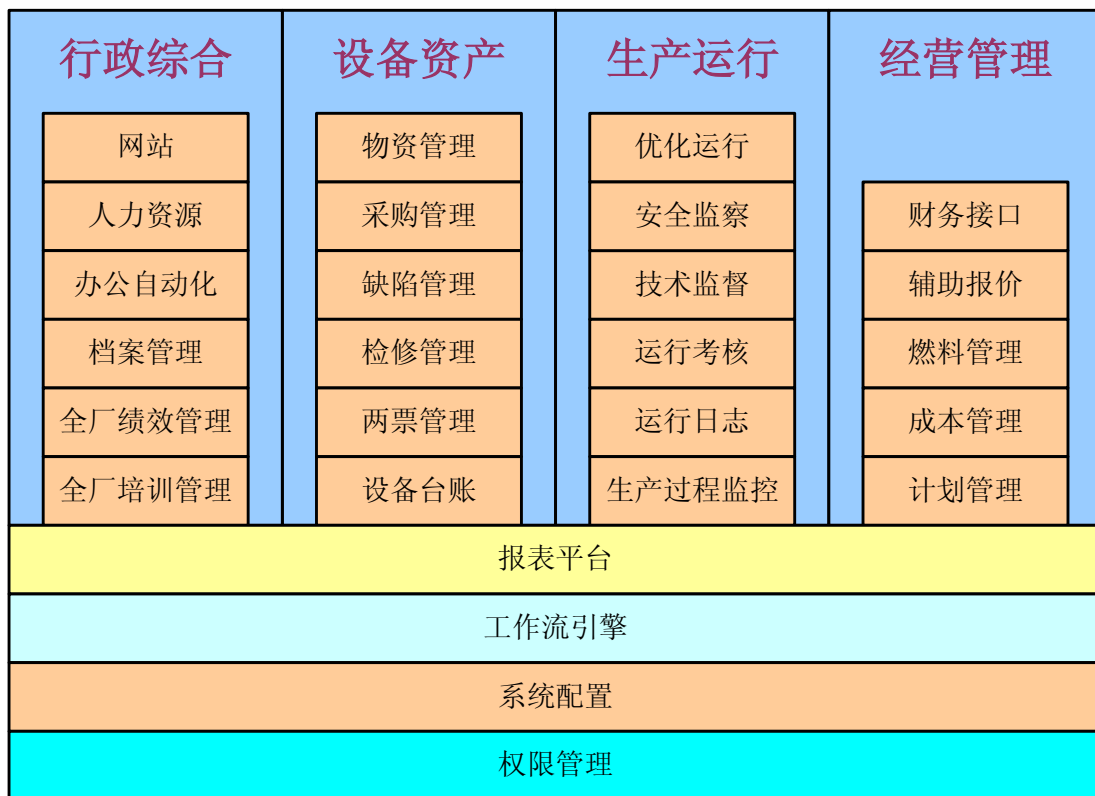 行政综合
设备资产
生产运行
经营管理
网站
人力资源
办公自动化
档案管理
全厂绩效管理
全厂培训管理
物资管理
采购管理
缺陷管理
检修管理
两票管理
设备台账
优化运行
安全监察
技术监督
运行考核
运行日志
生产过程监控
财务接口
辅助报价
燃料管理
成本管理
计划管理
报表平台
工作流引擎
系统配置
权限管理